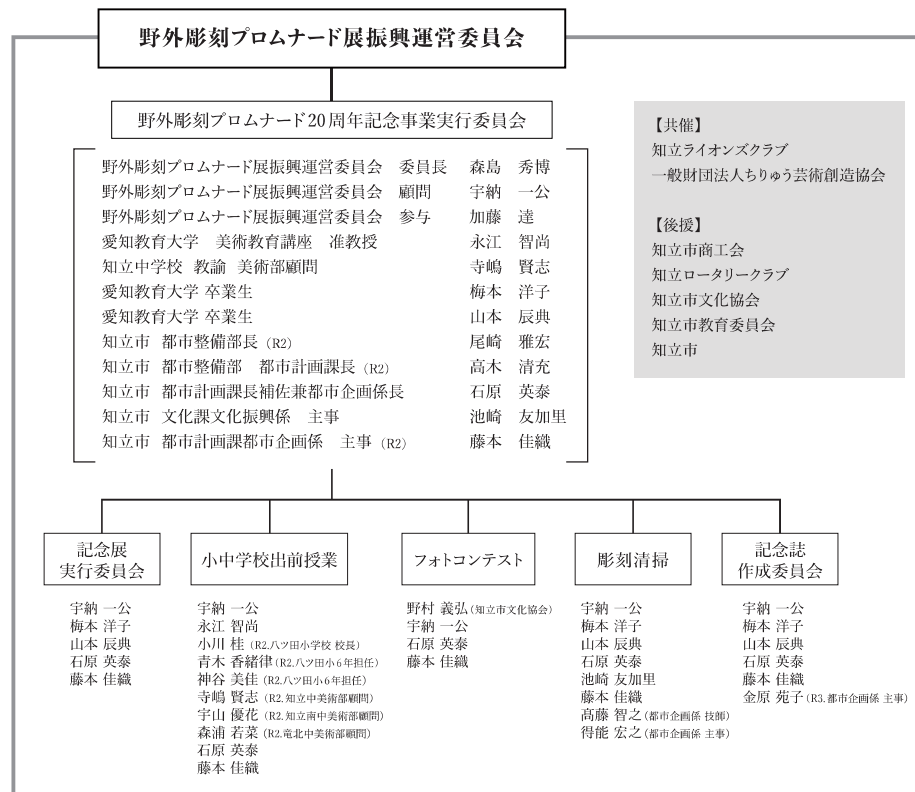 野外彫刻プロムナード展振興運営委員会
野外彫刻プロムナード20周年記念事業実行委員会
野外彫刻プロムナード展振興運営委員会 委員長 森島 秀博
野外彫刻プロムナード展振興運営委員会 顧問 宇納 一公
野外彫刻プロムナード展振興運営委員会 参与 加藤 達
愛知教育大学 美術教育講座 准教授 永江 智尚
知立中学校 教諭 美術部顧問 寺嶋 賢志
愛知教育大学 卒業生 梅本 洋子
愛知教育大学 卒業生 山本 辰典
知立市 都市整備部長 (R2) 尾崎 雅宏
知立市 都市整備部 都市計画課長 (R2) 高木 清充
知立市 都市計画課長補佐兼都市企画係長 石原 英泰
知立市 文化課文化振興係 主事 池崎 友加里
知立市 都市計画課都市企画係 主事 (R2) 藤本 佳織
【共催】
知立ライオンズクラブ
一般財団法人ちりゅう芸術創造協会
【後援】
知立市商工会
知立ロータリークラブ
知立市文化協会
知立市教育委員会
知立市
記念展
実行委員会
宇納 一公
梅本 洋子
山本 辰典
石原 英泰
藤本 佳織
小中学校出前授業
宇納 一公
永江 智尚
小川 桂 (R2.八ツ田小学校 校長)
青木 香緒律 (R2.八ツ田小6年担任)
神谷 美佳 (R2.八ツ田小6年担任)
寺嶋 賢志 (R2.知立中美術部顧問)
宇山 優花 (R2.知立南中美術部顧問)
森浦 若菜 (R2.竜北中美術部顧問)
石原 英泰
藤本 佳織
フォトコンテスト
野村 義弘 (知立市文化協会)
宇納 一公
石原 英泰
藤本 佳織
彫刻清掃
宇納 一公
梅本 洋子
山本 辰典
石原 英泰
池崎 友加里
藤本 佳織
高藤 智之 (都市企画係 技師)
得能 宏之 (都市企画係 主事)
記念誌
作成委員会
宇納 一公
梅本 洋子
山本 辰典
石原 英泰
藤本 佳織
金原 苑子 (R3.都市企画係 主事)